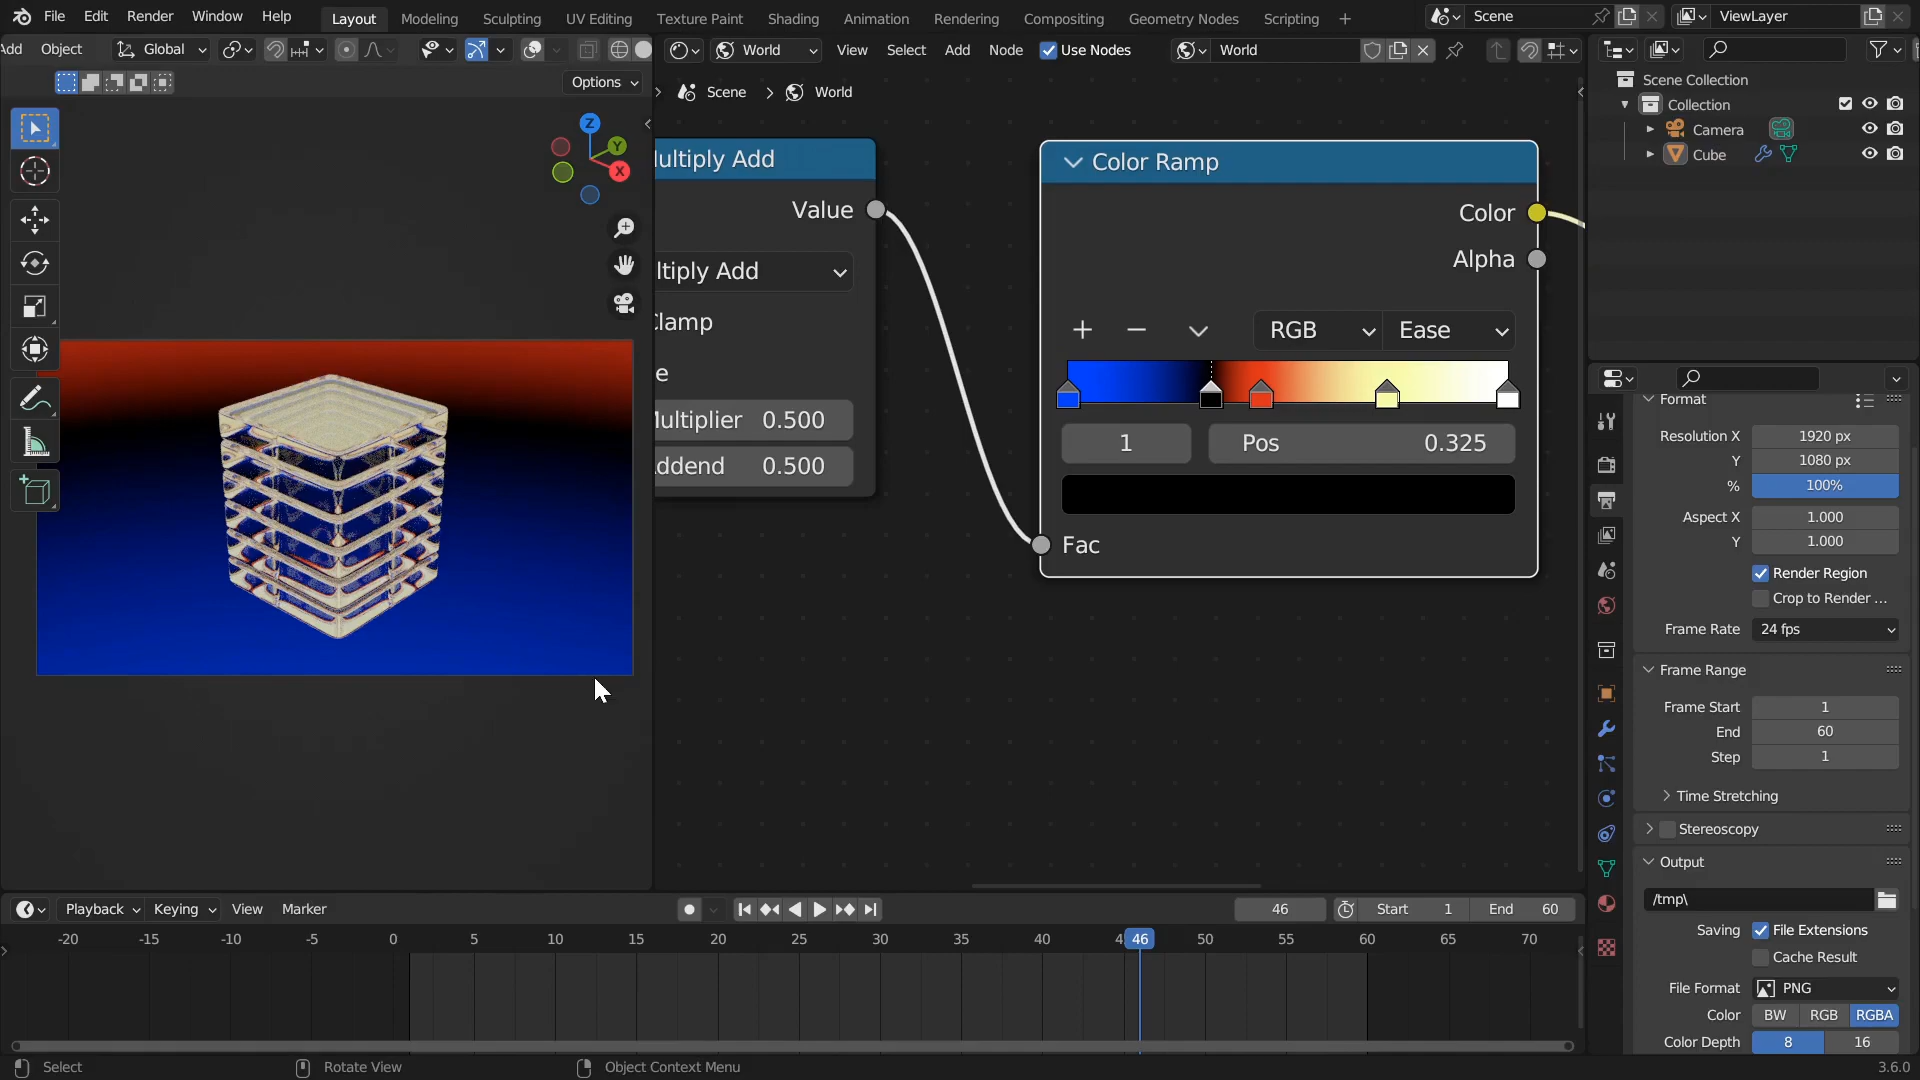 File Edit Render Window Help Layout Modeling Sculpting UV Editing Texture Paint Shading Animation Rendering Compositing Geometry Nodes Scripting + Scene ViewLayer
Add Object Global World View Select Add Node Use Nodes World
Options
Scene > World
Scene Collection
Collection
Camera
Cube
Z
Y
X
ultiply Add
Value
ltiply Add
Clamp
e
Multiplier 0.500
Addend 0.500
Color Ramp
Color
Alpha
RGB Ease
1 Pos 0.325
Fac
Format
Resolution X 1920 px
Y 1080 px
% 100%
Aspect X 1.000
Y 1.000
Render Region
Crop to Render ...
Frame Rate 24 fps
Frame Range
Frame Start 1
End 60
Step 1
Time Stretching
Stereoscopy
Output
/tmp\
Saving File Extensions
Cache Result
File Format PNG
Color BW RGB RGBA
Color Depth 8 16
Playback Keying View Marker 46 Start 1 End 60
-20 -15 -10 -5 0 5 10 15 20 25 30 35 40 46 50 55 60 65 70
Select Rotate View Object Context Menu 3.6.0